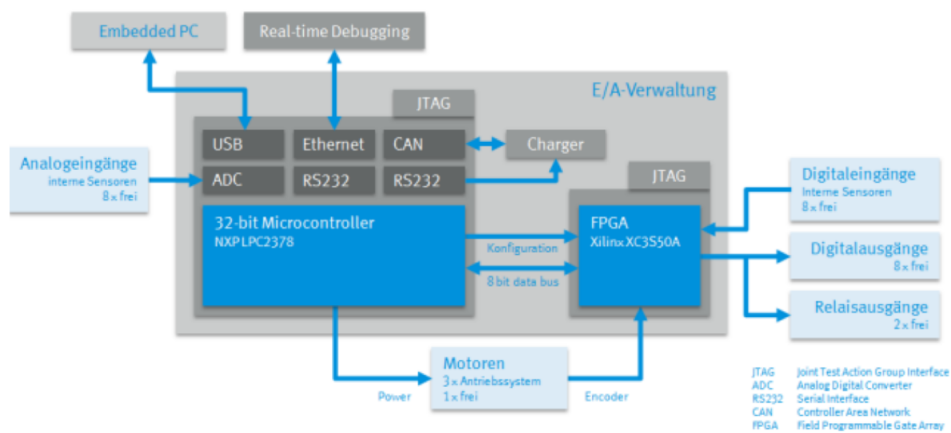 Embedded PC
Real-time Debugging
E/A-Verwaltung
JTAG
USB
Ethernet
CAN
Charger
ADC
RS232
RS232
Analogeingänge
interne Sensoren
8 x frei
JTAG
Digitaleingänge
Interne Sensoren
8 x frei
32-bit Microcontroller
NXP LPC2378
FPGA
Xilinx XC3S50A
Konfiguration
8 bit data bus
Digitalausgänge
8 x frei
Relaisausgänge
2 x frei
Motoren
3 x Antriebssystem
1 x frei
Power
Encoder
JTAG Joint Test Action Group Interface
ADC Analog Digital Converter
RS232 Serial Interface
CAN Controller Area Network
FPGA Field Programmable Gate Array